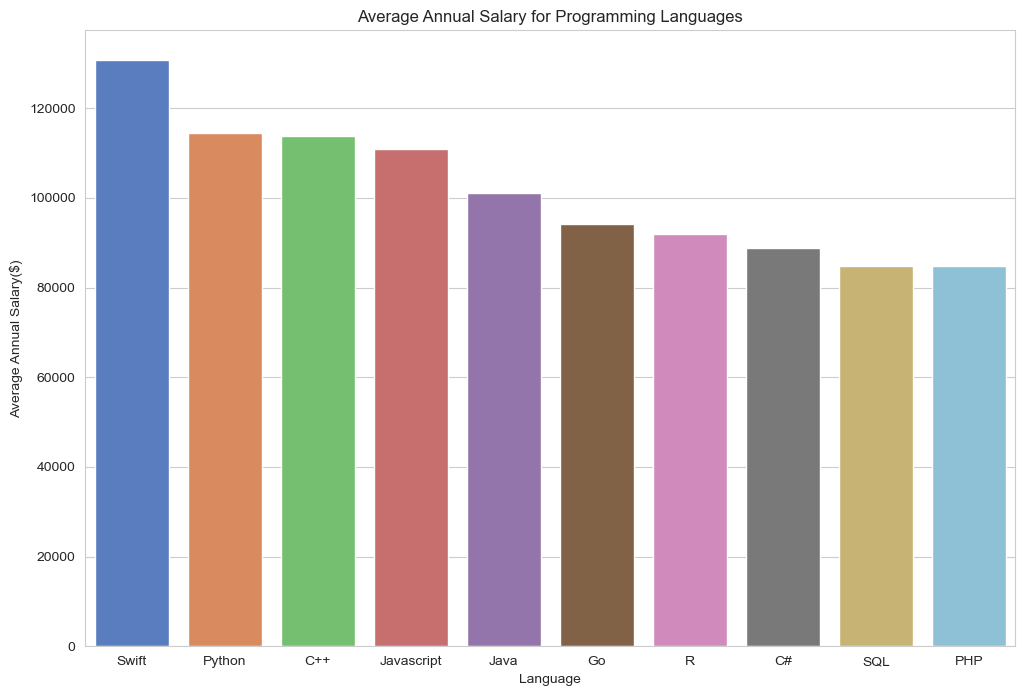 Average Annual Salary for Programming Languages
Average Annual Salary($)
120000
100000
80000
60000
40000
20000
0
Swift Python C++ Javascript Java Go R C# SQL PHP
Language